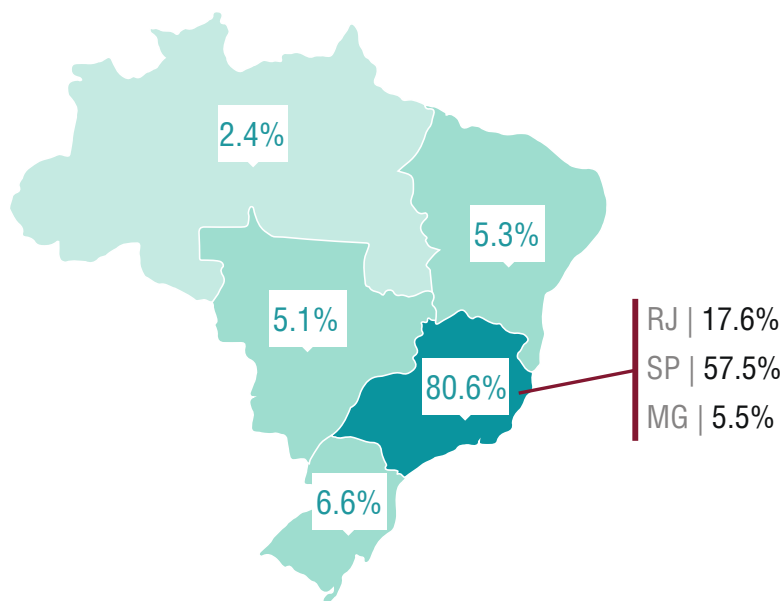 2.4%
5.3%
5.1%
80.6%
6.6%
RJ | 17.6%
SP | 57.5%
MG | 5.5%